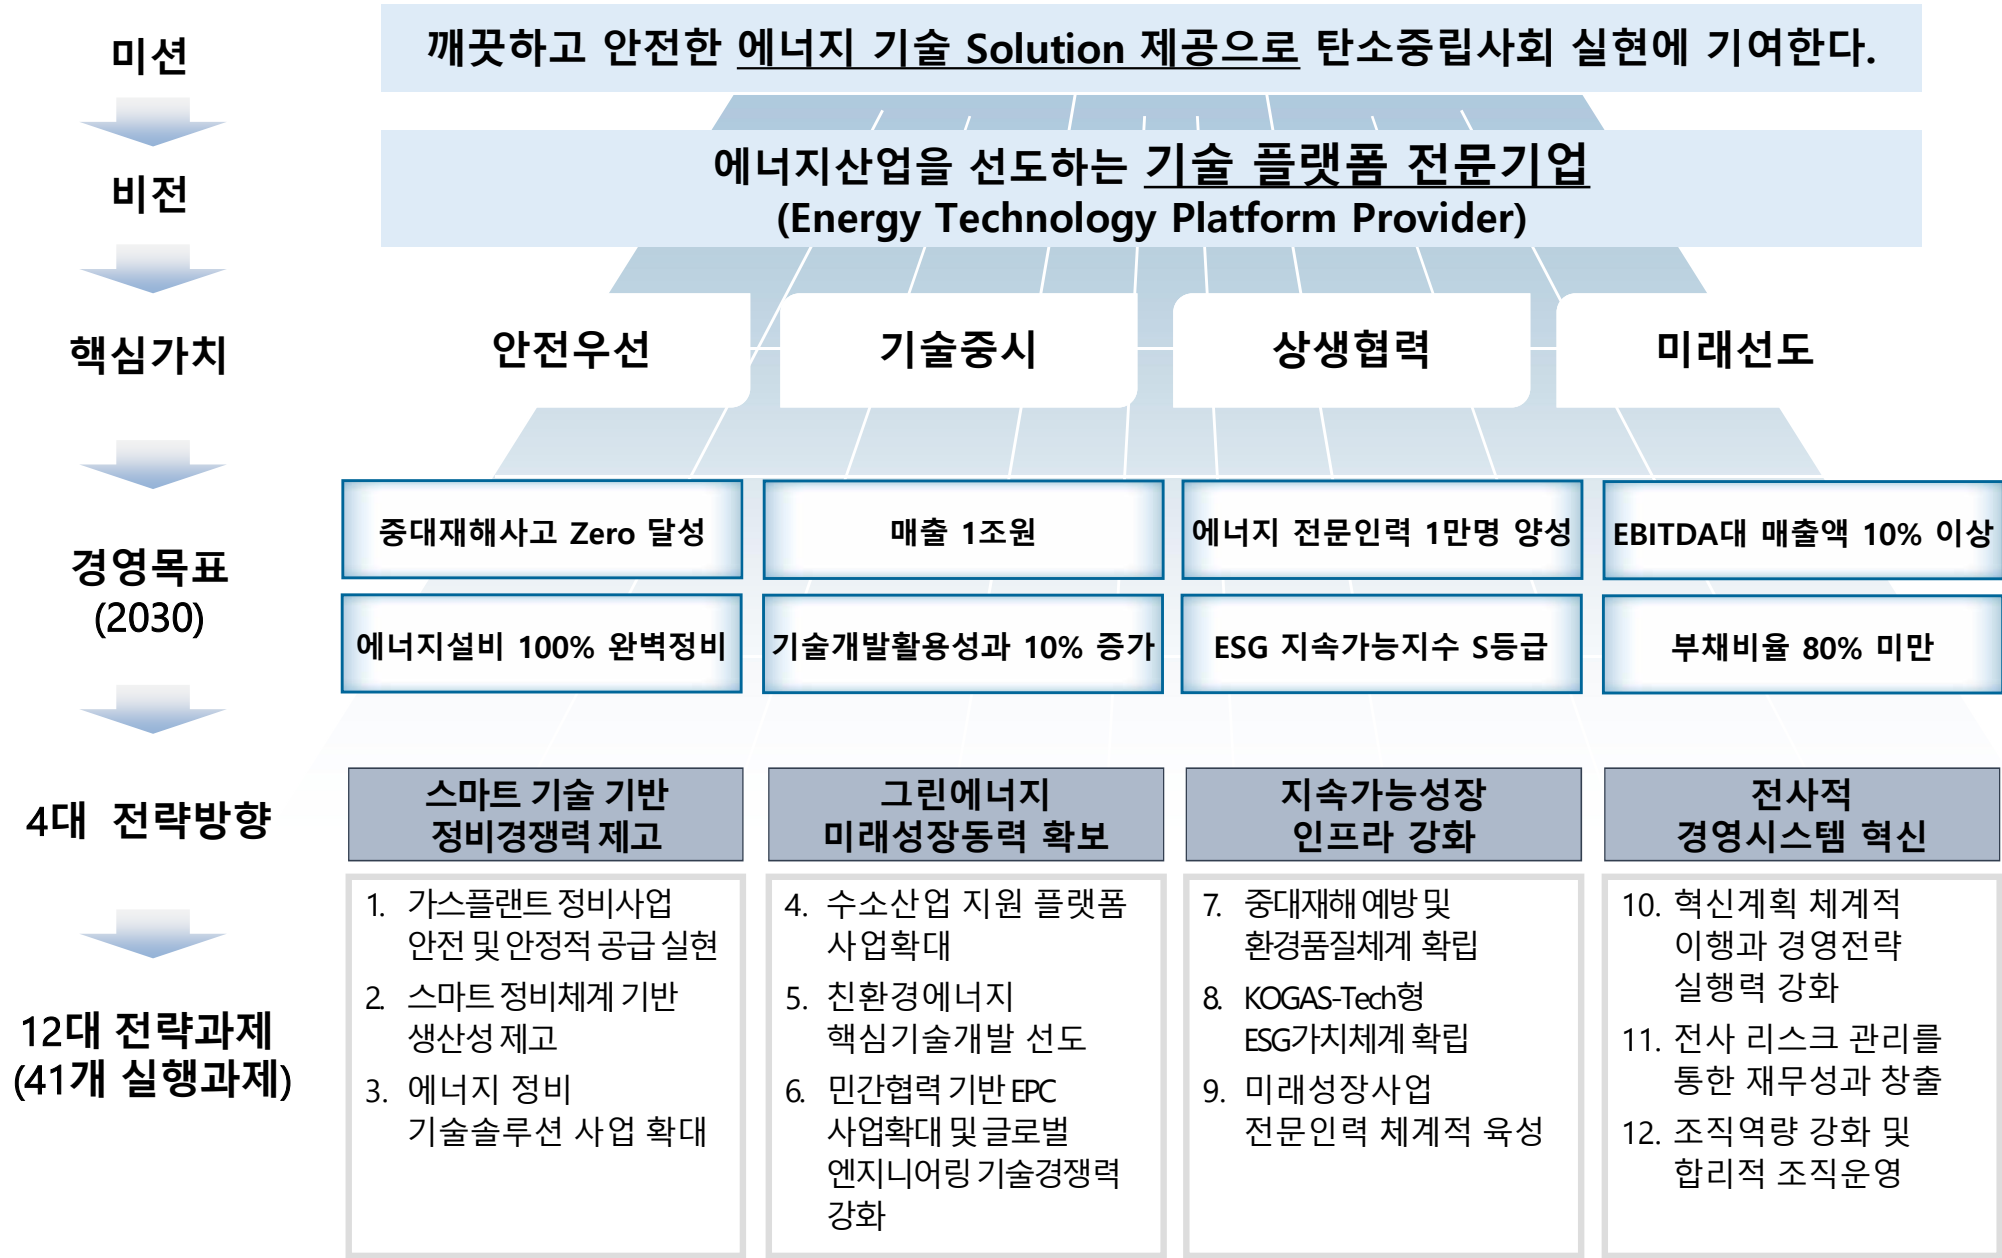 미션
깨끗하고 안전한 에너지 기술 Solution 제공으로 탄소중립사회 실현에 기여한다.
비전
에너지산업을 선도하는 기술 플랫폼 전문기업
(Energy Technology Platform Provider)
핵심가치
안전우선
기술중시
상생협력
미래선도
경영목표
(2030)
중대재해사고 Zero 달성
매출 1조원
에너지 전문인력 1만명 양성
EBITDA대 매출액 10% 이상
에너지설비 100% 완벽정비
기술개발활용성과 10% 증가
ESG 지속가능지수 S등급
부채비율 80% 미만
4대 전략방향
스마트 기술 기반
정비경쟁력 제고
그린에너지
미래성장동력 확보
지속가능성장
인프라 강화
전사적
경영시스템 혁신
12대 전략과제
(41개 실행과제)
1. 가스플랜트 정비사업
안전 및 안정적 공급 실현
2. 스마트 정비체계 기반
생산성 제고
3. 에너지 정비
기술솔루션 사업 확대
4. 수소산업 지원 플랫폼
사업확대
5. 친환경에너지
핵심기술개발 선도
6. 민간협력 기반 EPC
사업확대 및 글로벌
엔지니어링 기술경쟁력
강화
7. 중대재해 예방 및
환경품질체계 확립
8. KOGAS-Tech형
ESG가치체계 확립
9. 미래성장사업
전문인력 체계적 육성
10. 혁신계획 체계적
이행과 경영전략
실행력 강화
11. 전사 리스크 관리를
통한 재무성과 창출
12. 조직역량 강화 및
합리적 조직운영